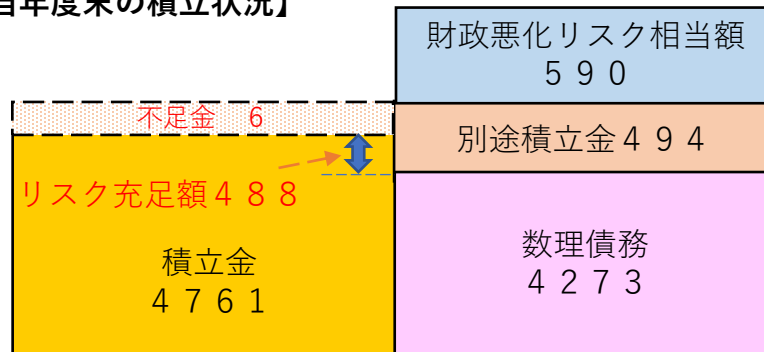 当年度末の積立状況】
財政悪化リスク相当額
５９０
不足金　6
別途積立金４９４
リスク充足額４８８
積立金
４７６１
数理債務
４２７３